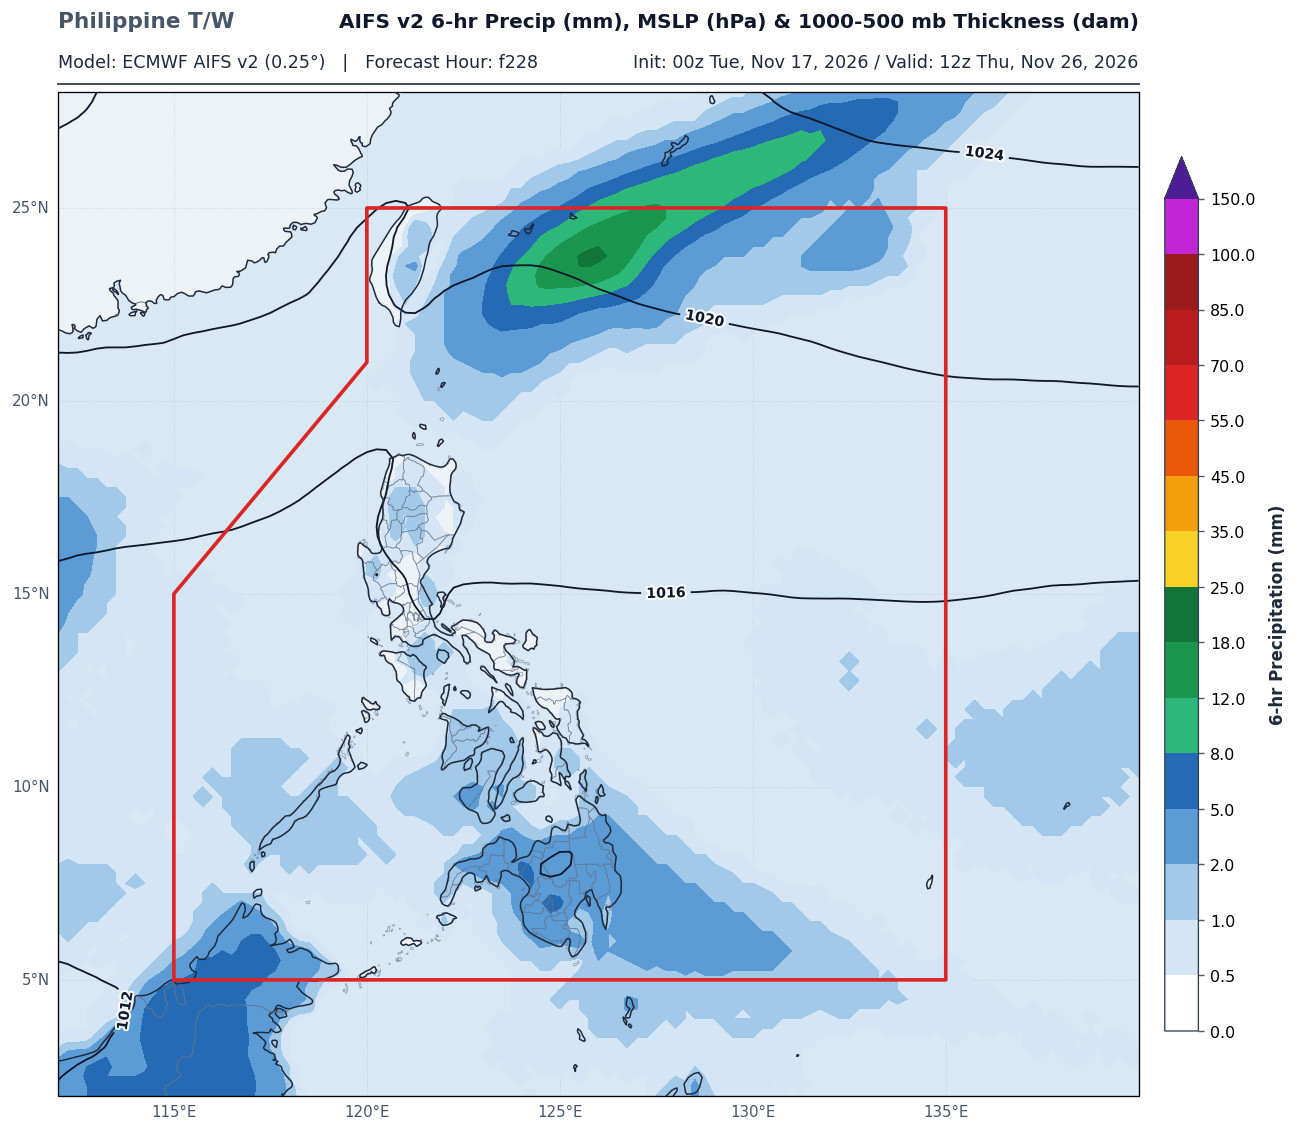 Philippine T/W
AIFS v2 6-hr Precip (mm), MSLP (hPa) & 1000-500 mb Thickness (dam)
Model: ECMWF AIFS v2 (0.25°) | Forecast Hour: f228
Init: 00z Tue, Nov 17, 2026 / Valid: 12z Thu, Nov 26, 2026
25°N
20°N
15°N
10°N
5°N
115°E
120°E
125°E
130°E
135°E
1024
1020
1016
1012
150.0
100.0
85.0
70.0
55.0
45.0
35.0
25.0
18.0
12.0
8.0
5.0
2.0
1.0
0.5
0.0
6-hr Precipitation (mm)